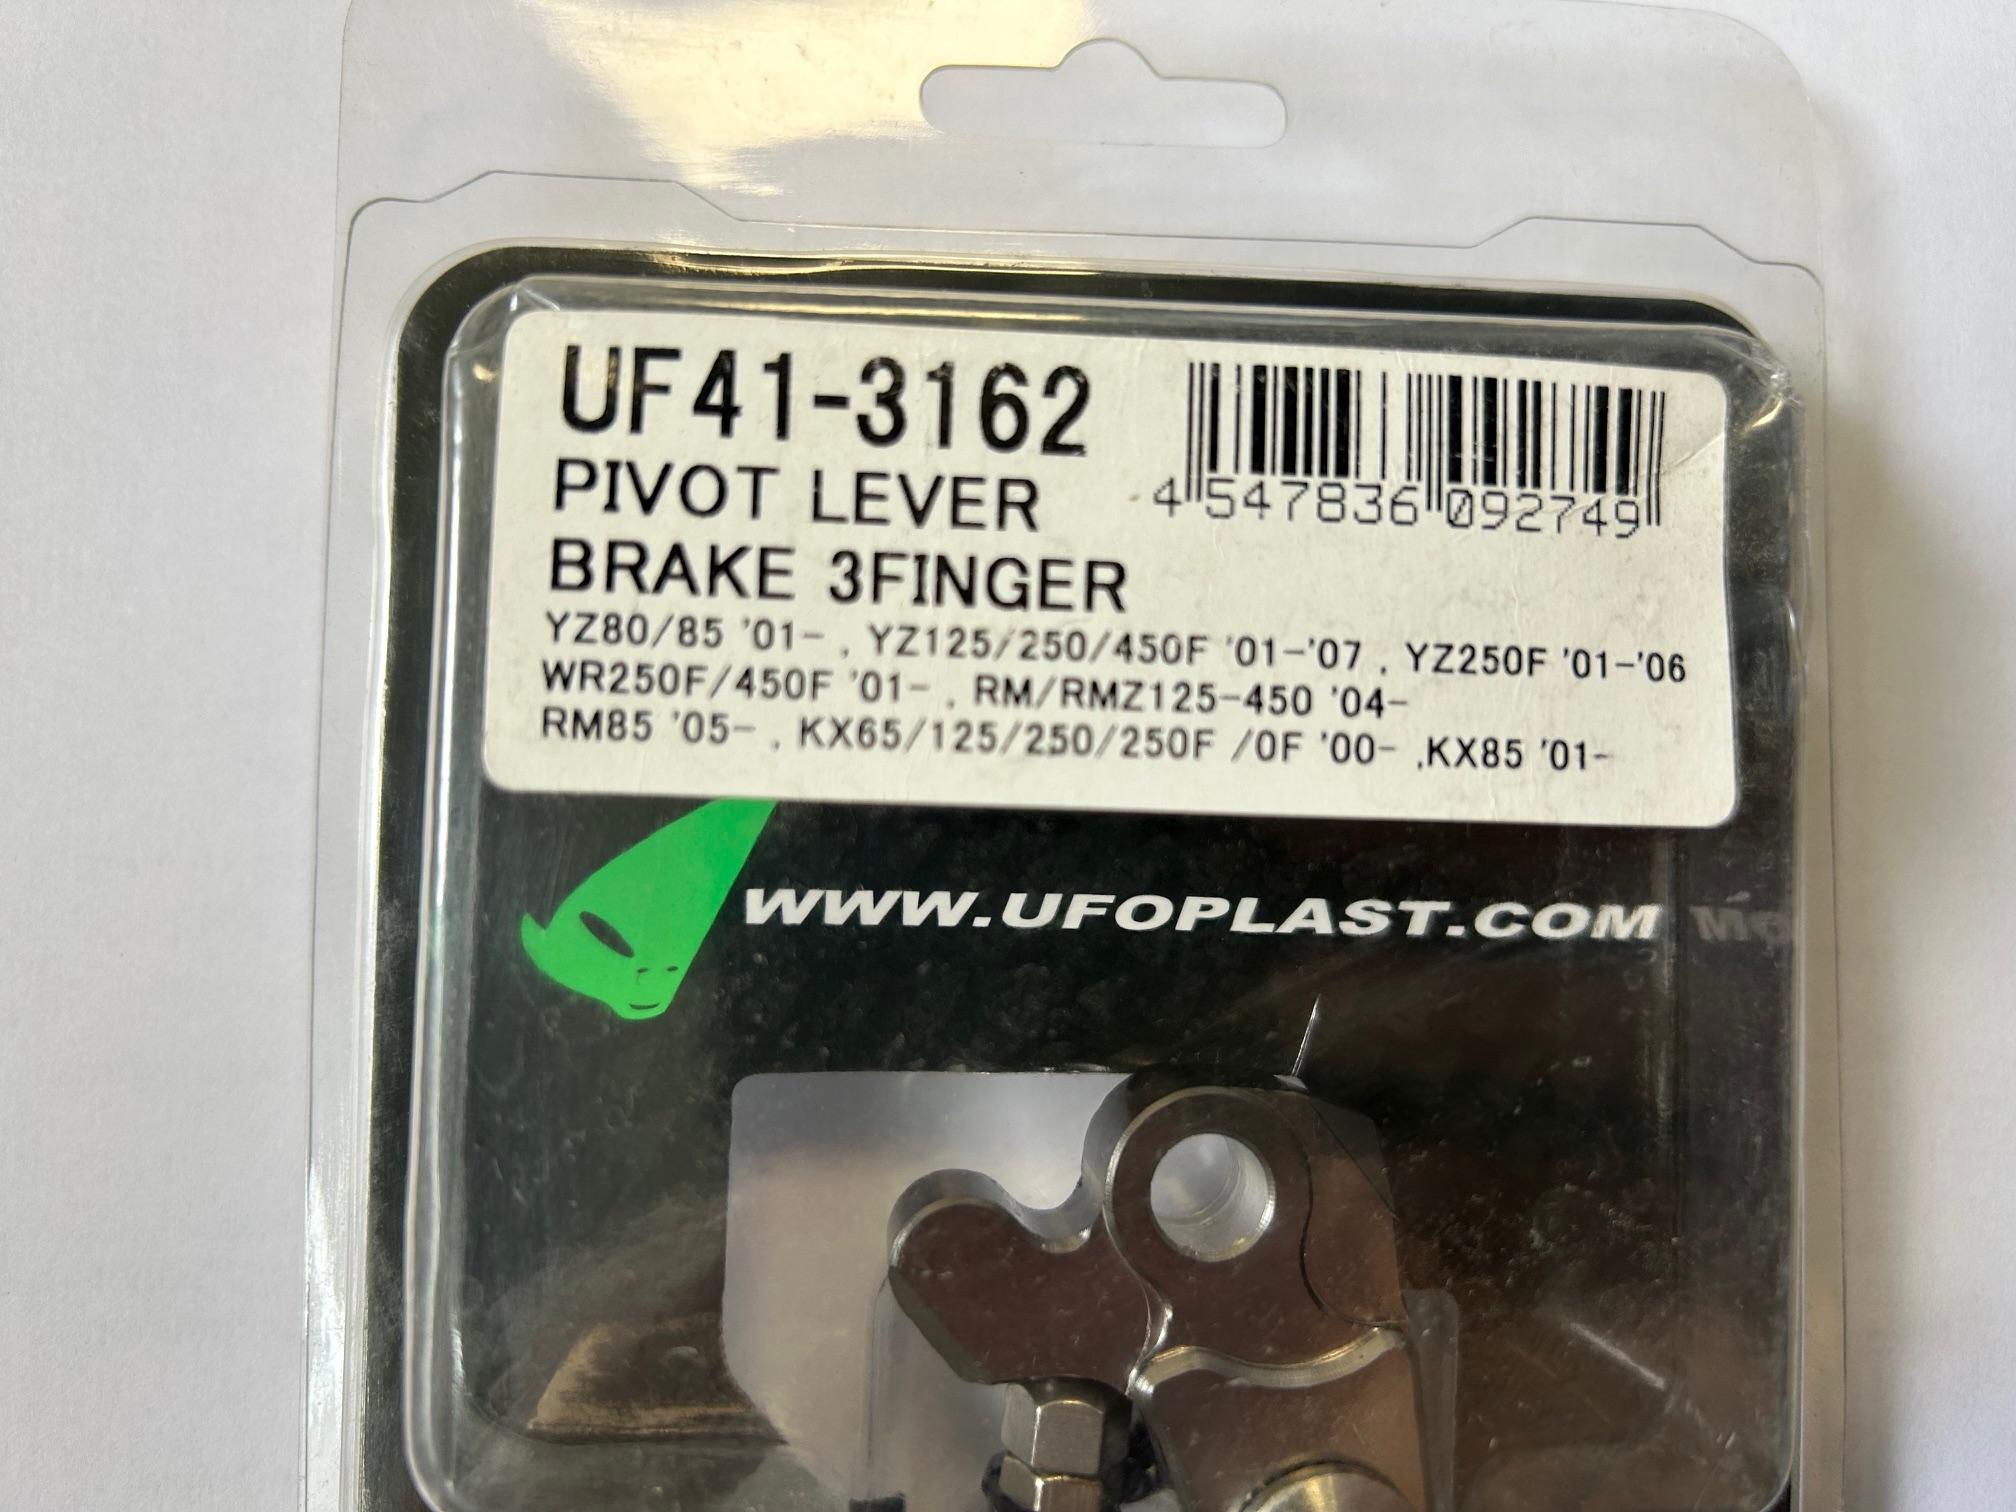 UF41-3162
PIVOT LEVER
BRAKE 3FINGER
4 547836 092749
YZ80/85 '01- , YZ125/250/450F '01-'07 , YZ250F '01-'06
WR250F/450F '01- , RM/RMZ125-450 '04-
RM85 '05- , KX65/125/250/250F /0F '00- ,KX85 '01-
WWW.UFOPLAST.COM